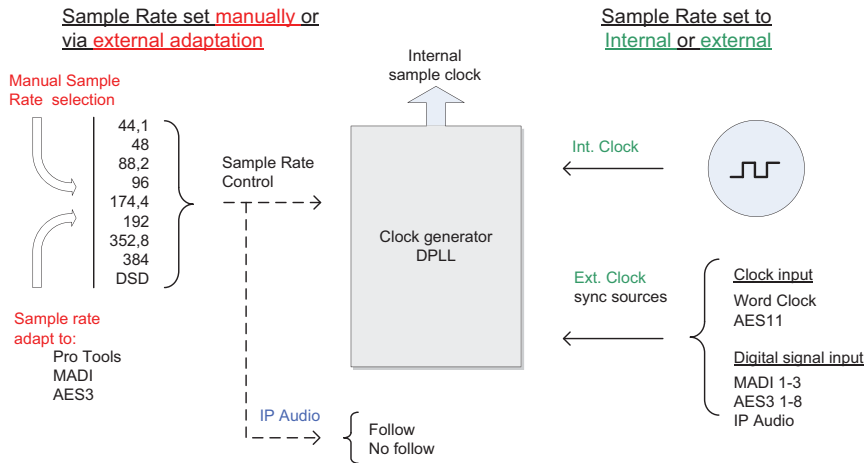 Sample Rate set manually or
via external adaptation
Sample Rate set to
Internal or external
Internal
sample clock
Manual Sample
Rate selection
44,1
48
88,2
96
174,4
192
352,8
384
DSD
Sample Rate
Control
Clock generator
DPLL
Int. Clock
Ext. Clock
sync sources
Clock input
Word Clock
AES11
Digital signal input
MADI 1-3
AES3 1-8
IP Audio
Sample rate
adapt to:
Pro Tools
MADI
AES3
IP Audio
Follow
No follow